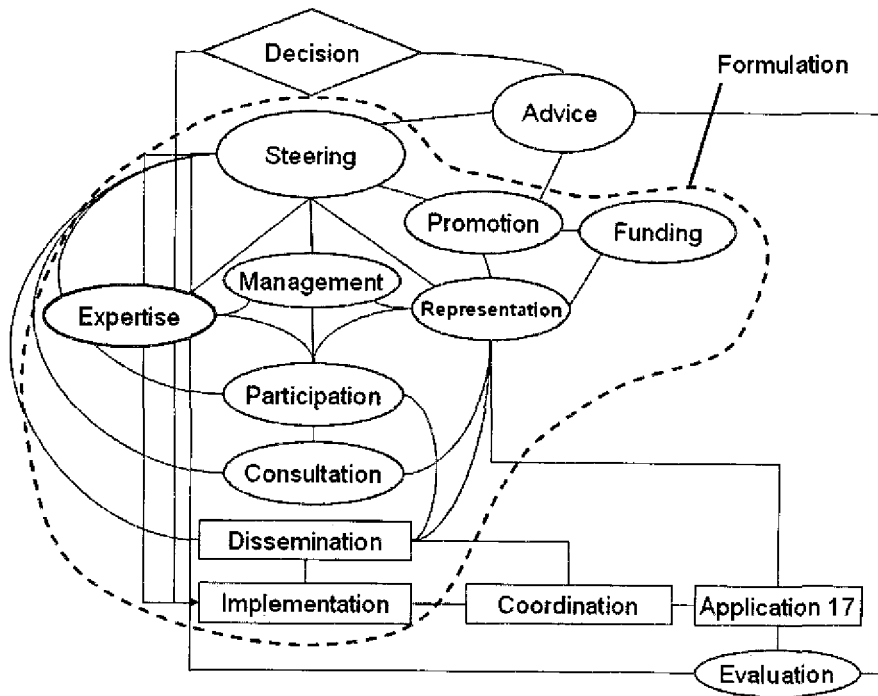 Decision
Formulation
Advice
Steering
Promotion
Funding
Management
Expertise
Representation
Participation
Consultation
Dissemination
Implementation
Coordination
Application 17
Evaluation